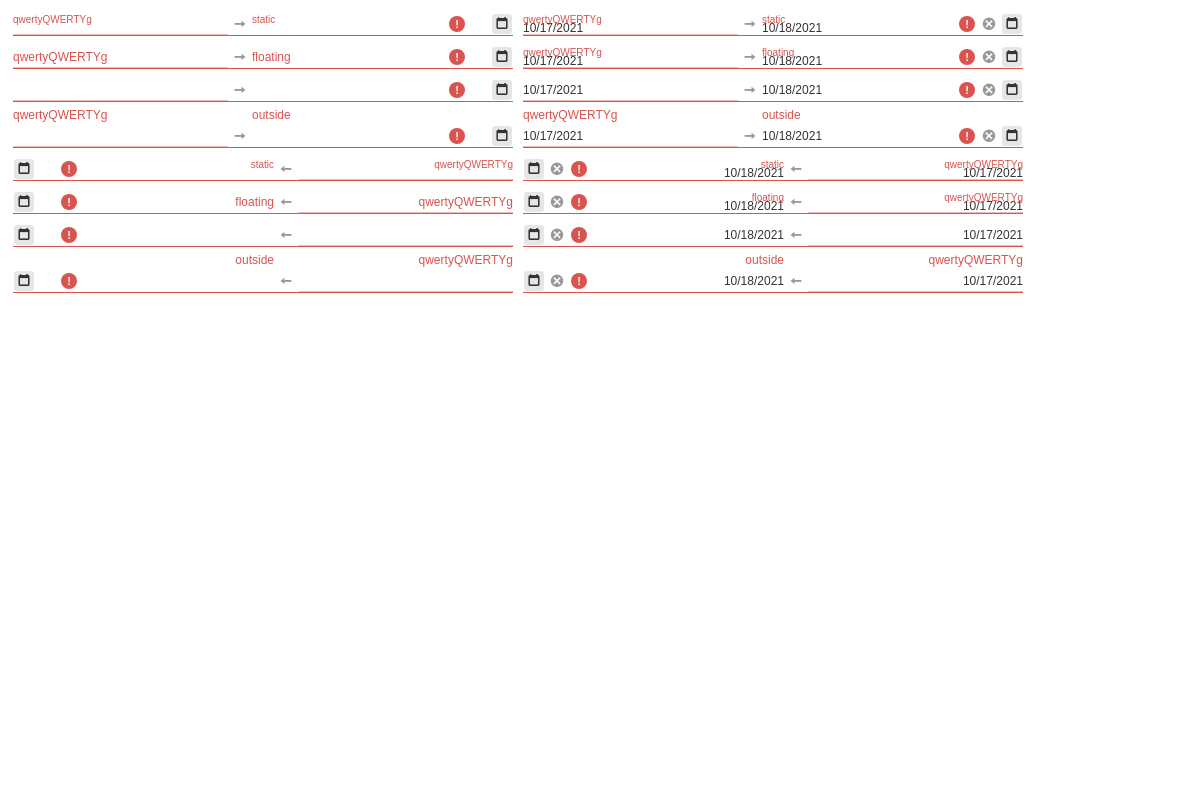 qwertyQWERTYg static qwertyQWERTYg static
10/17/2021 10/18/2021
qwertyQWERTYg floating qwertyQWERTYg floating
10/17/2021 10/18/2021
10/17/2021 10/18/2021
qwertyQWERTYg outside qwertyQWERTYg outside
10/17/2021 10/18/2021
static qwertyQWERTYg static qwertyQWERTYg
10/18/2021 10/17/2021
floating qwertyQWERTYg floating qwertyQWERTYg
10/18/2021 10/17/2021
10/18/2021 10/17/2021
outside qwertyQWERTYg outside qwertyQWERTYg
10/18/2021 10/17/2021